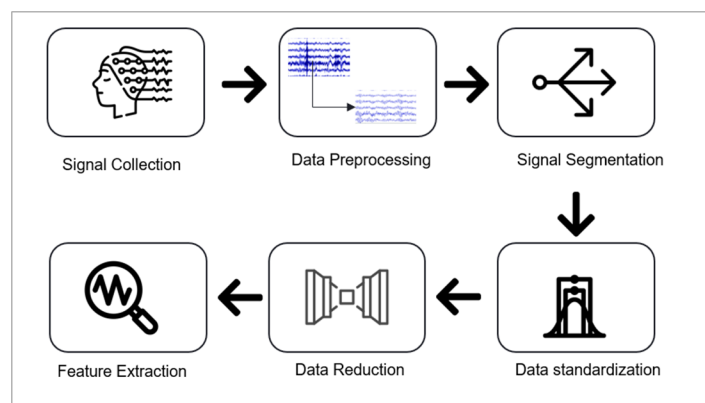 Signal Collection
Data Preprocessing
Signal Segmentation
Feature Extraction
Data Reduction
Data standardization